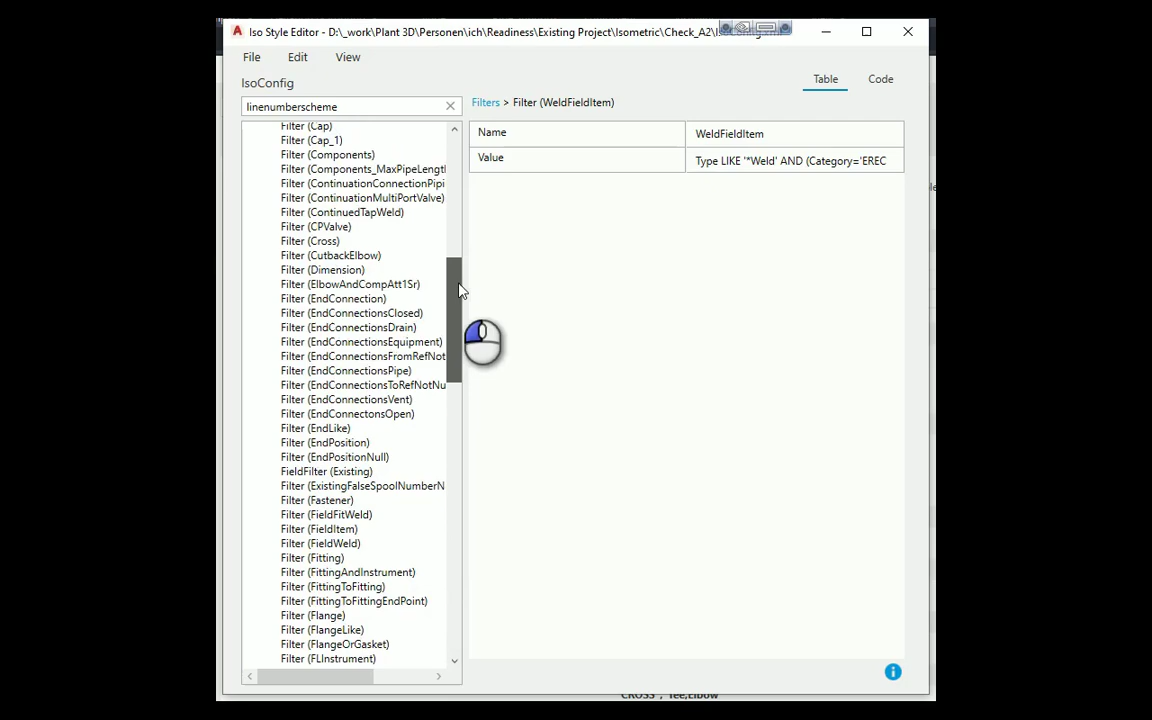 Iso Style Editor - D:\_work\Plant 3D\Personen\ich\Readiness\Existing Project\Isometric\Check_A2\
File Edit View
IsoConfig
Table Code
linenumberscheme
Filters > Filter (WeldFieldItem)
Name WeldFieldItem
Value Type LIKE '*Weld' AND (Category='EREC
Filter (Cap)
Filter (Cap_1)
Filter (Components)
Filter (Components_MaxPipeLengt
Filter (ContinuationConnectionPipi
Filter (ContinuationMultiPortValve)
Filter (ContinuedTapWeld)
Filter (CPValve)
Filter (Cross)
Filter (CutbackElbow)
Filter (Dimension)
Filter (ElbowAndCompAtt1Sr)
Filter (EndConnection)
Filter (EndConnectionsClosed)
Filter (EndConnectionsDrain)
Filter (EndConnectionsEquipment)
Filter (EndConnectionsFromRefNot
Filter (EndConnectionsPipe)
Filter (EndConnectionsToRefNotNu
Filter (EndConnectionsVent)
Filter (EndConnectonsOpen)
Filter (EndLike)
Filter (EndPosition)
Filter (EndPositionNull)
FieldFilter (Existing)
Filter (ExistingFalseSpoolNumberN
Filter (Fastener)
Filter (FieldFitWeld)
Filter (FieldItem)
Filter (FieldWeld)
Filter (Fitting)
Filter (FittingAndInstrument)
Filter (FittingToFitting)
Filter (FittingToFittingEndPoint)
Filter (Flange)
Filter (FlangeLike)
Filter (FlangeOrGasket)
Filter (FLInstrument)